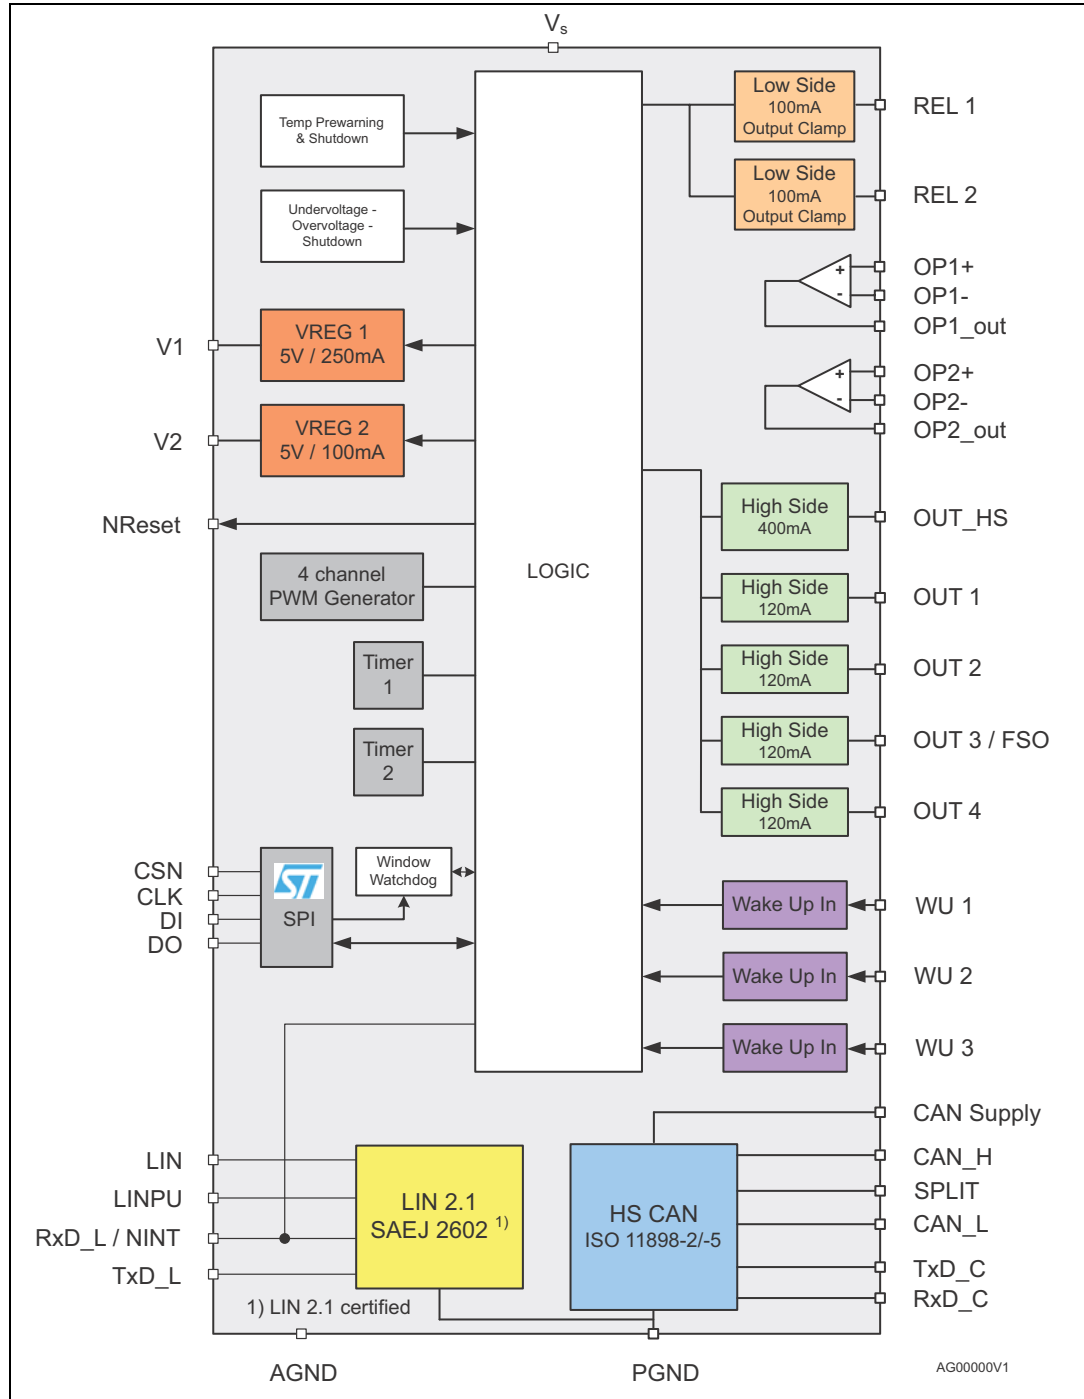 Vs
Temp Prewarning
& Shutdown
Undervoltage -
Overvoltage -
Shutdown
V1
VREG 1
5V / 250mA
V2
VREG 2
5V / 100mA
NReset
4 channel
PWM Generator
Timer
1
Timer
2
CSN
CLK
DI
DO
ST
SPI
Window
Watchdog
LOGIC
Low Side
100mA
Output Clamp
REL 1
Low Side
100mA
Output Clamp
REL 2
+
-
OP1+
OP1-
OP1_out
+
-
OP2+
OP2-
OP2_out
High Side
400mA
OUT_HS
High Side
120mA
OUT 1
High Side
120mA
OUT 2
High Side
120mA
OUT 3 / FSO
High Side
120mA
OUT 4
Wake Up In
WU 1
Wake Up In
WU 2
Wake Up In
WU 3
LIN
LINPU
RxD_L / NINT
TxD_L
LIN 2.1
SAEJ 2602 1)
1) LIN 2.1 certified
HS CAN
ISO 11898-2/-5
CAN Supply
CAN_H
SPLIT
CAN_L
TxD_C
RxD_C
AGND
PGND
AG00000V1